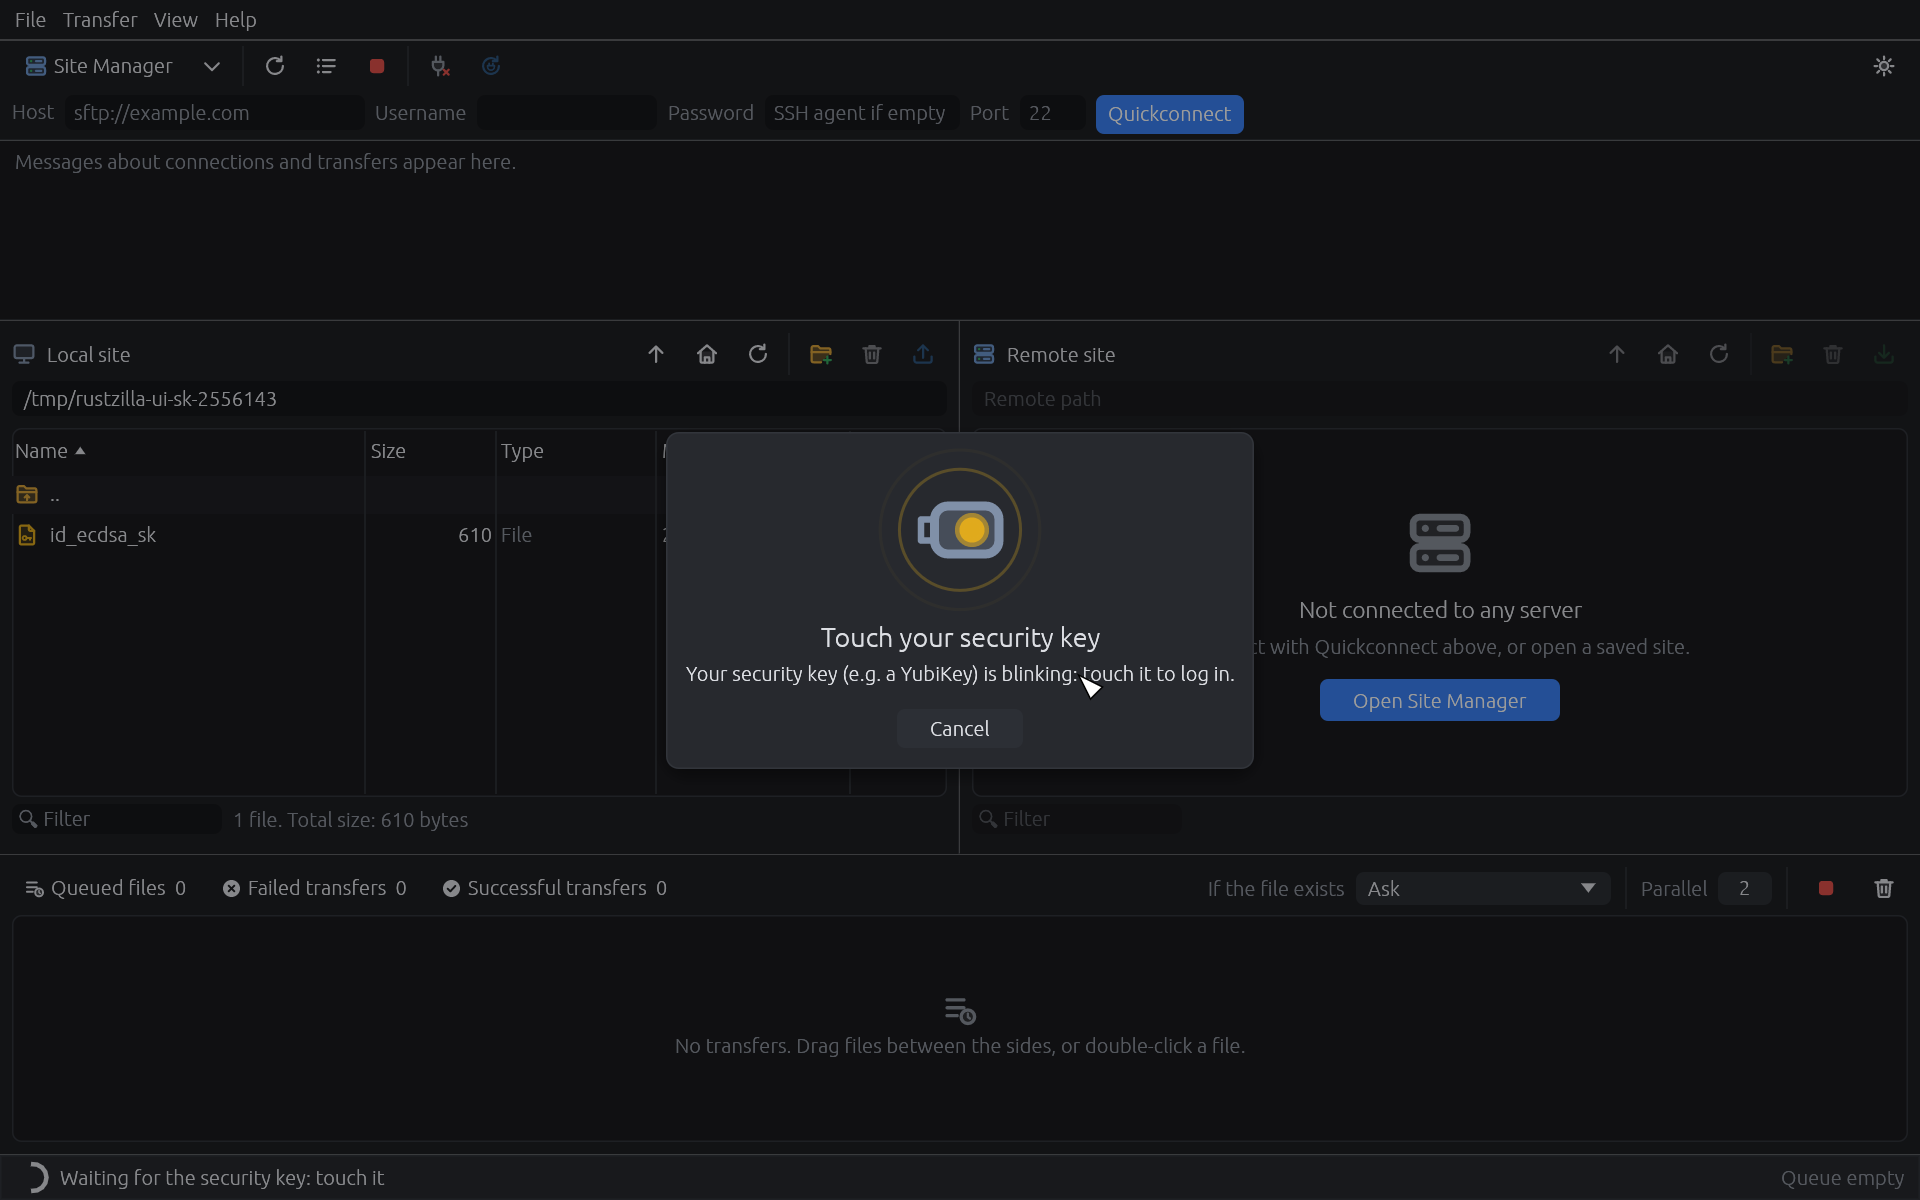 File Transfer View Help
Site Manager
Host sftp://example.com Username Password SSH agent if empty Port 22 Quickconnect
Messages about connections and transfers appear here.
Local site
/tmp/rustzilla-ui-sk-2556143
Name Size Type
..
id_ecdsa_sk 610 File
Filter 1 file. Total size: 610 bytes
Remote site
Remote path
Not connected to any server
with Quickconnect above, or open a saved site.
Open Site Manager
Filter
Touch your security key
Your security key (e.g. a YubiKey) is blinking: touch it to log in.
Cancel
Queued files 0 Failed transfers 0 Successful transfers 0 If the file exists Ask Parallel 2
No transfers. Drag files between the sides, or double-click a file.
Waiting for the security key: touch it Queue empty